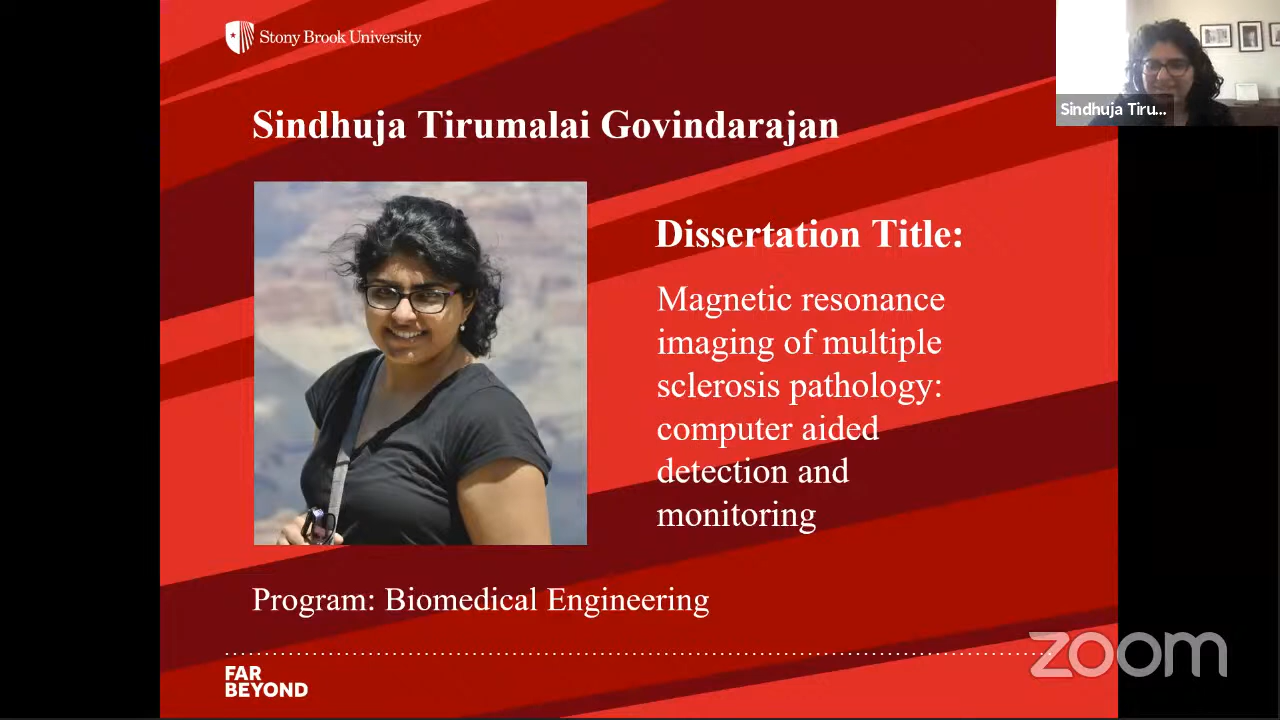 Stony Brook University
Sindhuja Tirumalai Govindarajan
Sindhuja Tiru...
Dissertation Title:
Magnetic resonance
imaging of multiple
sclerosis pathology:
computer aided
detection and
monitoring
Program: Biomedical Engineering
zoom
FAR
BEYOND